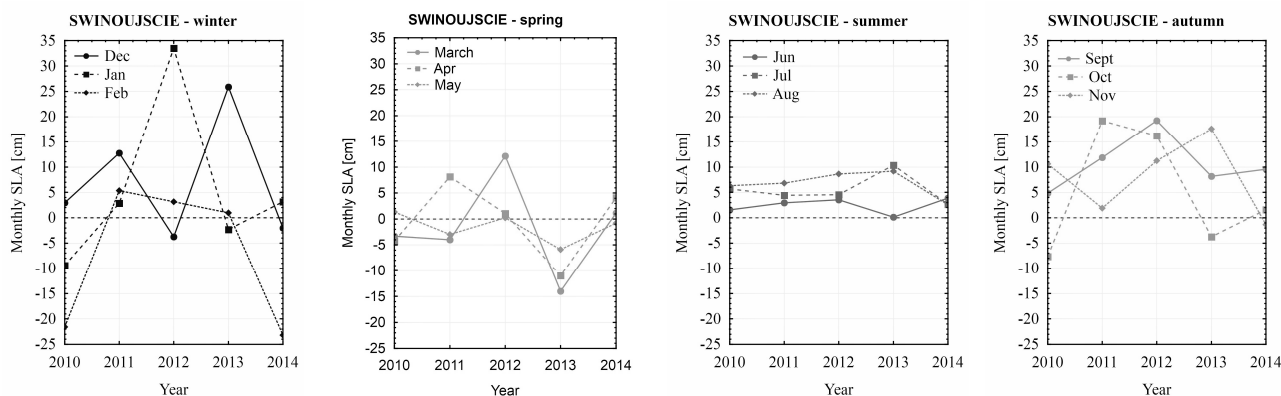 SWINOUJSCIE - winter
35
30
25
20
15
10
5
0
-5
-10
-15
-20
-25
Monthly SLA [cm]
Dec
Jan
Feb
2010 2011 2012 2013 2014
Year
SWINOUJSCIE - spring
35
30
25
20
15
10
5
0
-5
-10
-15
-20
-25
Monthly SLA [cm]
March
Apr
May
2010 2011 2012 2013 2014
Year
SWINOUJSCIE - summer
35
30
25
20
15
10
5
0
-5
-10
-15
-20
-25
Monthly SLA [cm]
Jun
Jul
Aug
2010 2011 2012 2013 2014
Year
SWINOUJSCIE - autumn
35
30
25
20
15
10
5
0
-5
-10
-15
-20
-25
Monthly SLA [cm]
Sept
Oct
Nov
2010 2011 2012 2013 2014
Year